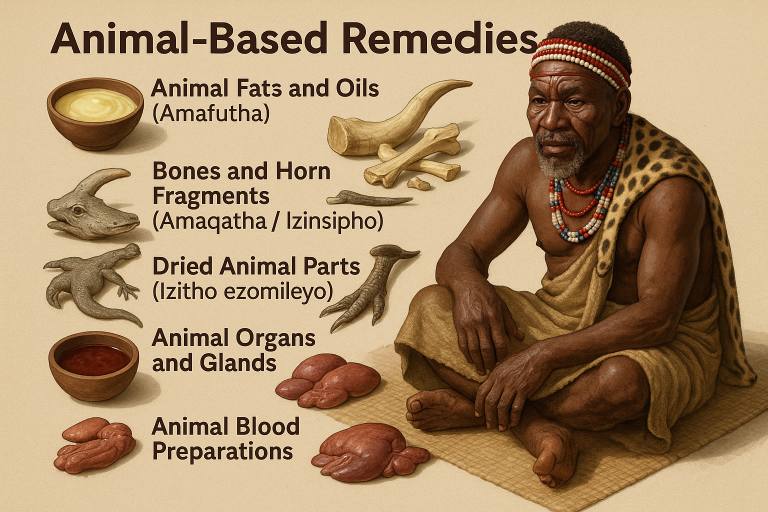 Animal-Based Remedies
Animal Fats and Oils
(Amafutha)
Bones and Horn
Fragments
(Amaqatha / Izinsipho)
Dried Animal Parts
(Izitho ezomileyo)
Animal Organs
and Glands
Animal Blood
Preparations